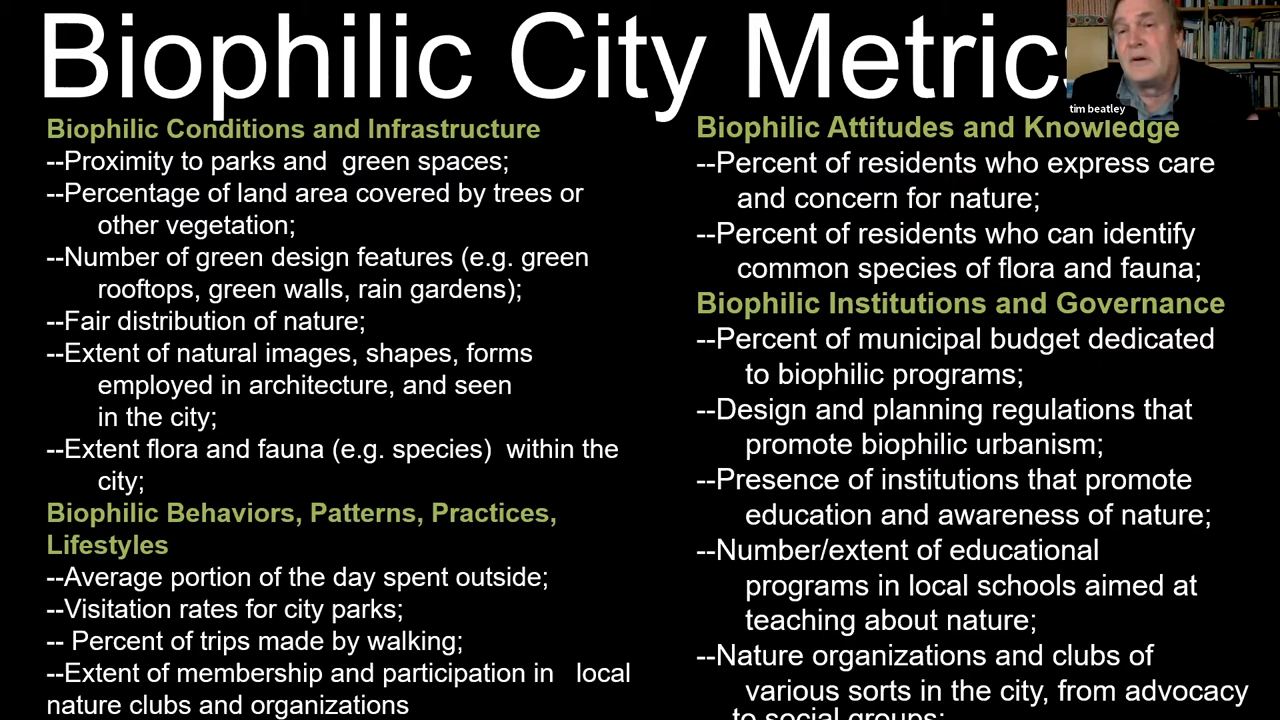 Biophilic City Metrics
tim beatley
Biophilic Conditions and Infrastructure
--Proximity to parks and  green spaces;
--Percentage of land area covered by trees or
other vegetation;
--Number of green design features (e.g. green
rooftops, green walls, rain gardens);
--Fair distribution of nature;
--Extent of natural images, shapes, forms
employed in architecture, and seen
in the city;
--Extent flora and fauna (e.g. species)  within the
city;
Biophilic Behaviors, Patterns, Practices,
Lifestyles
--Average portion of the day spent outside;
--Visitation rates for city parks;
-- Percent of trips made by walking;
--Extent of membership and participation in   local
nature clubs and organizations
Biophilic Attitudes and Knowledge
--Percent of residents who express care
and concern for nature;
--Percent of residents who can identify
common species of flora and fauna;
Biophilic Institutions and Governance
--Percent of municipal budget dedicated
to biophilic programs;
--Design and planning regulations that
promote biophilic urbanism;
--Presence of institutions that promote
education and awareness of nature;
--Number/extent of educational
programs in local schools aimed at
teaching about nature;
--Nature organizations and clubs of
various sorts in the city, from advocacy
to social groups;